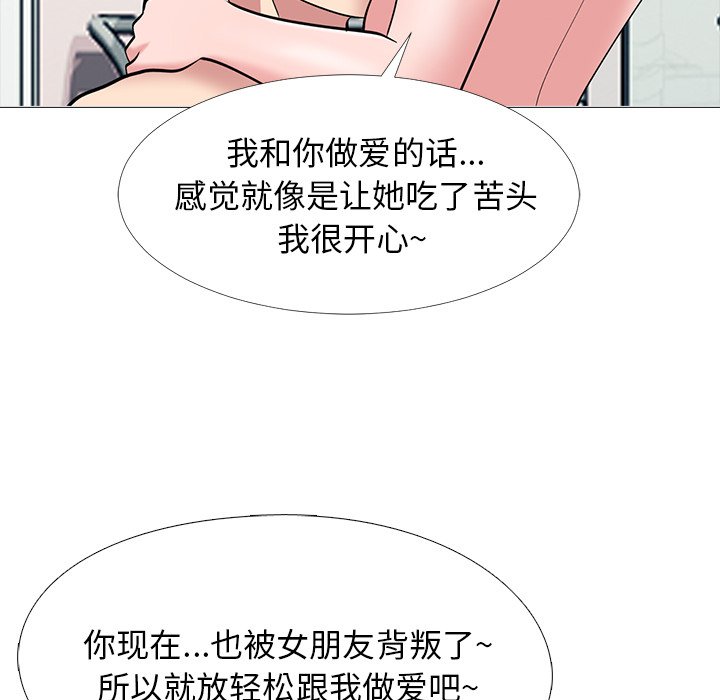 我和你做爱的话...
感觉就像是让她吃了苦头
我很开心~
你现在...也被女朋友背叛了~
所以就放轻松跟我做爱吧~